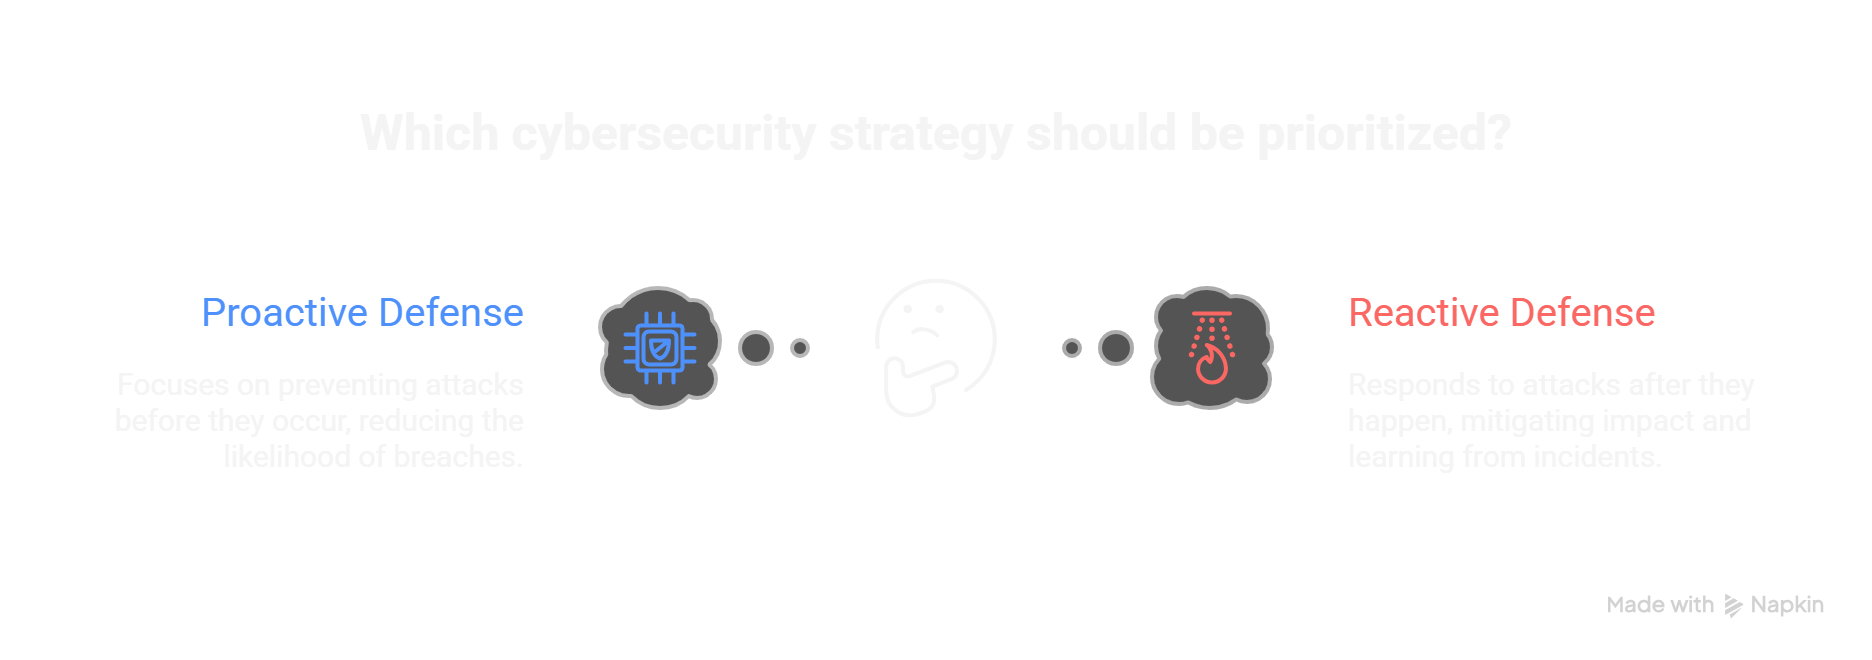 Which cybersecurity strategy should be prioritized?
Proactive Defense
Focuses on preventing attacks
before they occur, reducing the
likelihood of breaches.
Reactive Defense
Responds to attacks after they
happen, mitigating impact and
learning from incidents.
Made with Napkin